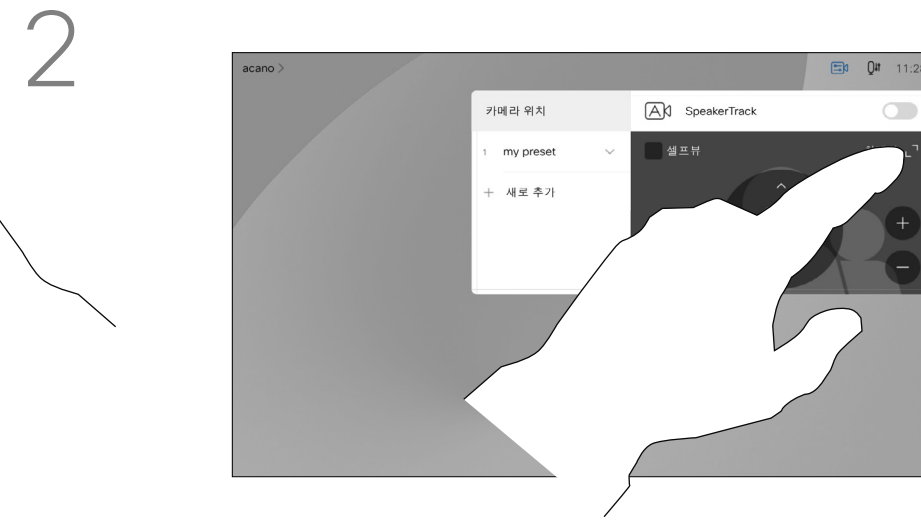 2
acano >
11:28
카메라 위치
SpeakerTrack
1 my preset
셀프뷰
+ 새로 추가